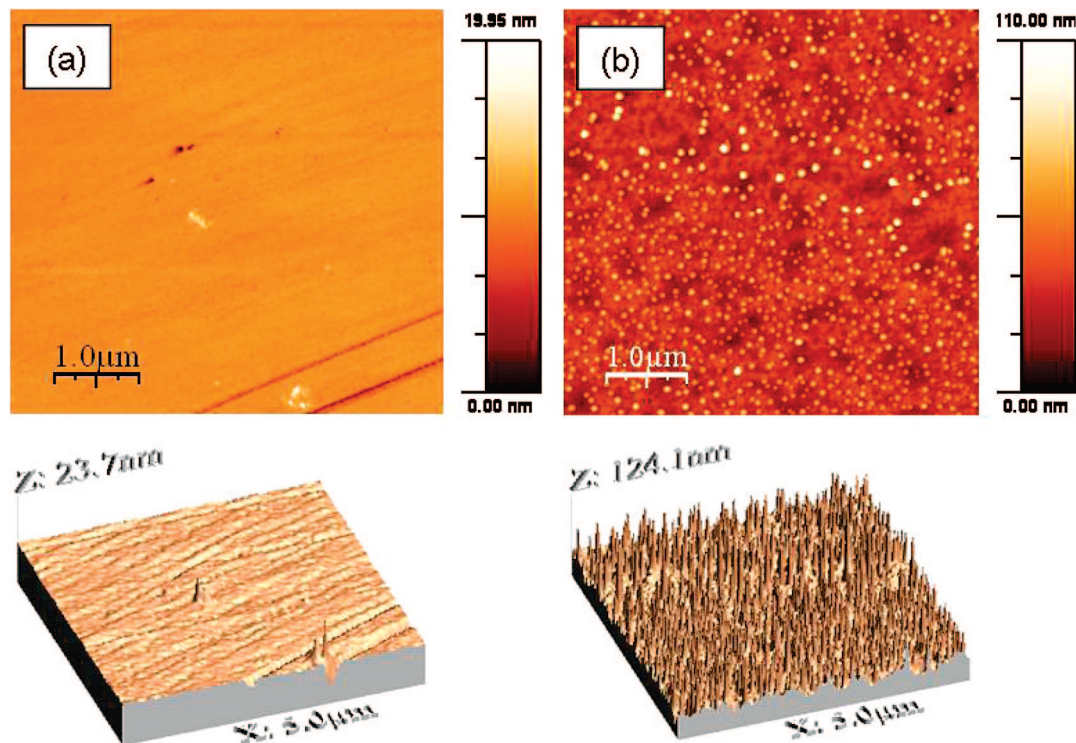 (a)
19.95 nm
1.0µm
0.00 nm
(b)
110.00 nm
1.0µm
0.00 nm
Z: 23.7nm
X: 5.0µm
Z: 124.1nm
X: 5.0µm